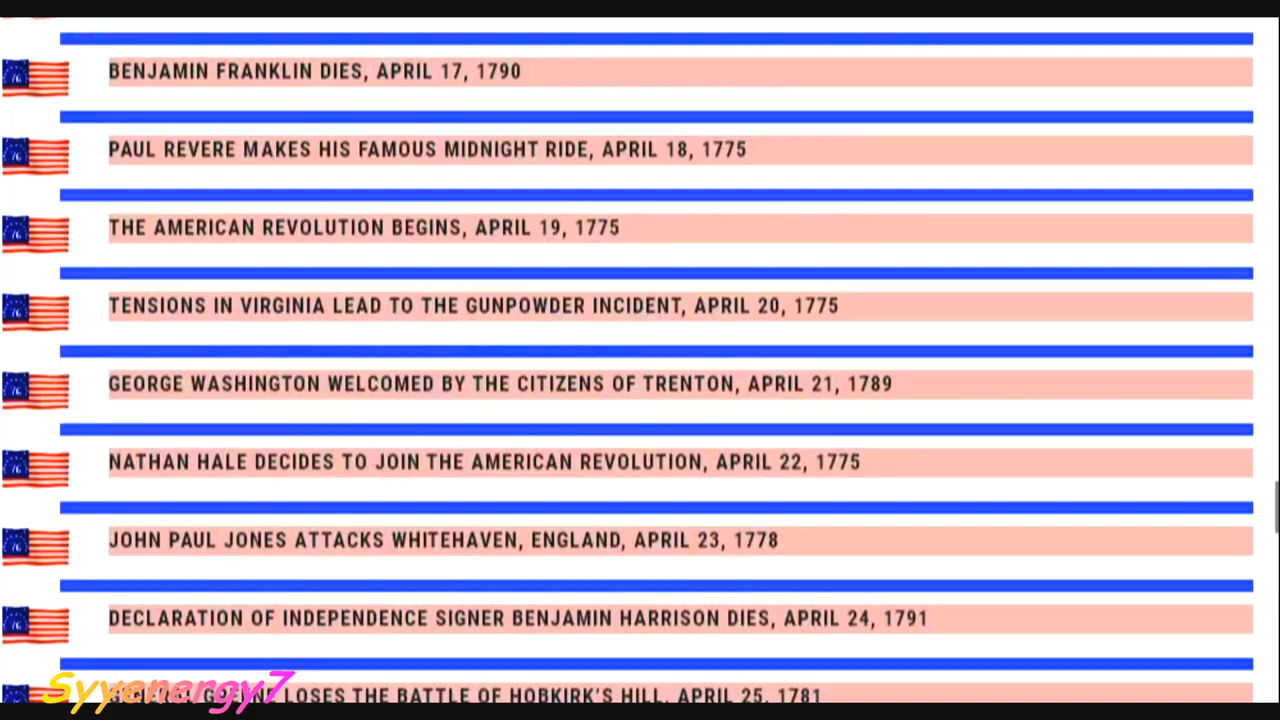 BENJAMIN FRANKLIN DIES, APRIL 17, 1790
PAUL REVERE MAKES HIS FAMOUS MIDNIGHT RIDE, APRIL 18, 1775
THE AMERICAN REVOLUTION BEGINS, APRIL 19, 1775
TENSIONS IN VIRGINIA LEAD TO THE GUNPOWDER INCIDENT, APRIL 20, 1775
GEORGE WASHINGTON WELCOMED BY THE CITIZENS OF TRENTON, APRIL 21, 1789
NATHAN HALE DECIDES TO JOIN THE AMERICAN REVOLUTION, APRIL 22, 1775
JOHN PAUL JONES ATTACKS WHITEHAVEN, ENGLAND, APRIL 23, 1778
DECLARATION OF INDEPENDENCE SIGNER BENJAMIN HARRISON DIES, APRIL 24, 1791
LOSES THE BATTLE OF HOBKIRK'S HILL, APRIL 25, 1781
Syyenergy7